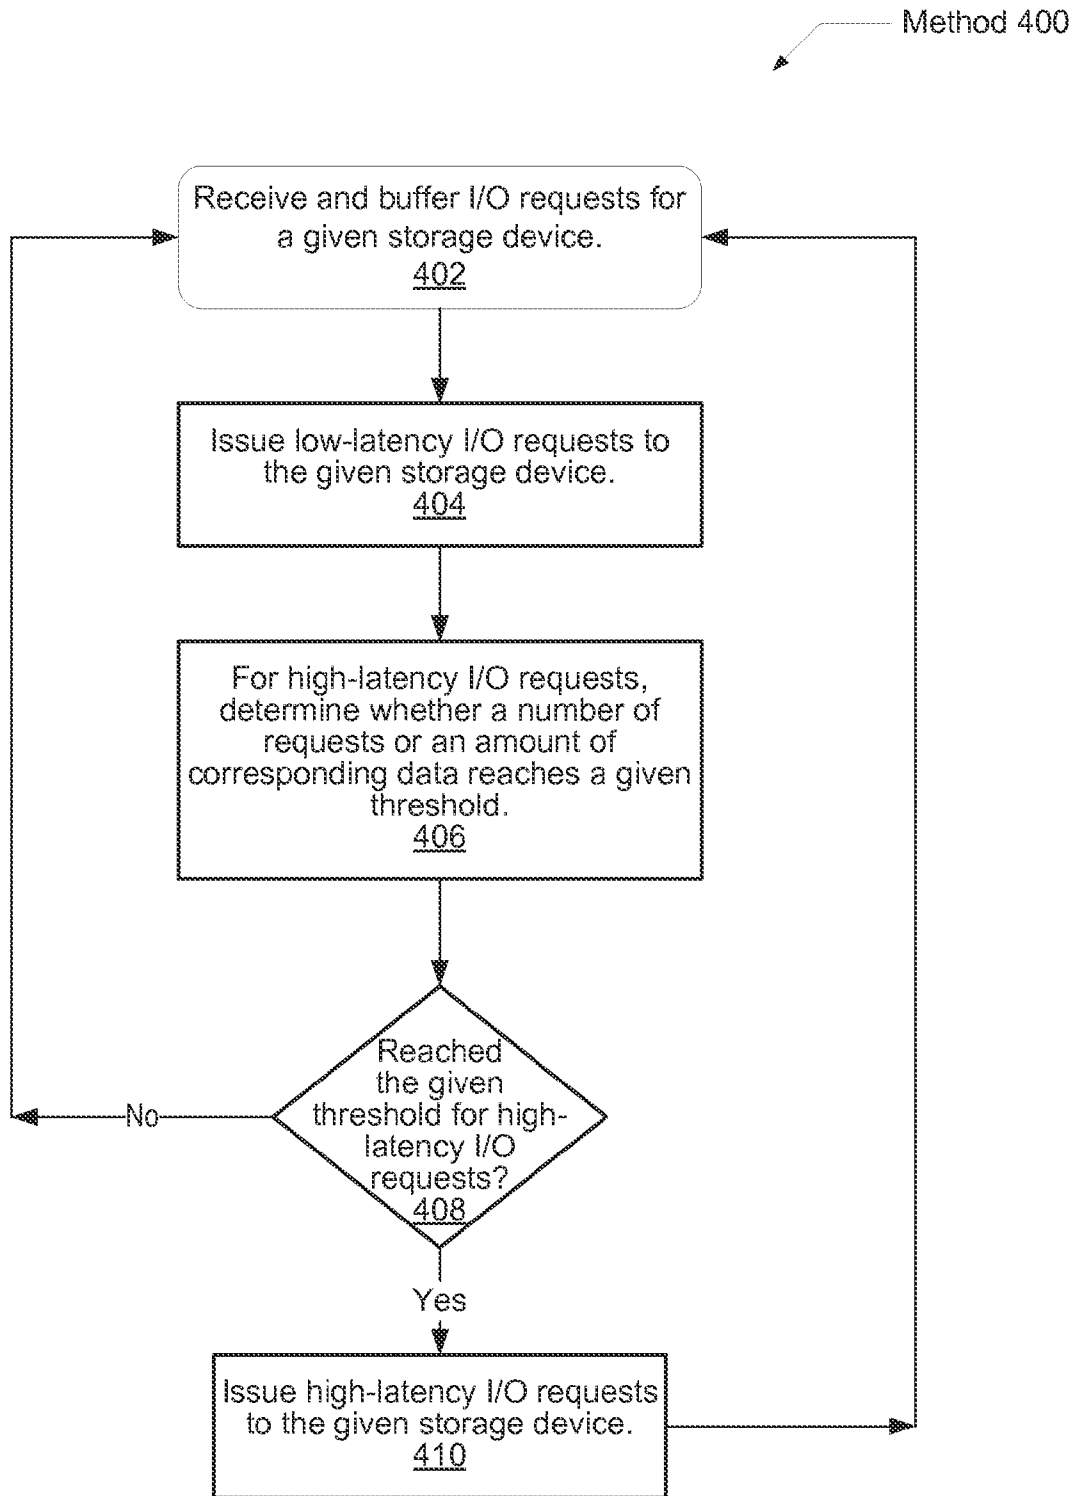 Method 400
Receive and buffer I/O requests for
a given storage device.
402
Issue low-latency I/O requests to
the given storage device.
404
For high-latency I/O requests,
determine whether a number of
requests or an amount of
corresponding data reaches a given
threshold.
406
Reached
the given
threshold for high-
latency I/O
requests?
408
No
Yes
Issue high-latency I/O requests
to the given storage device.
410